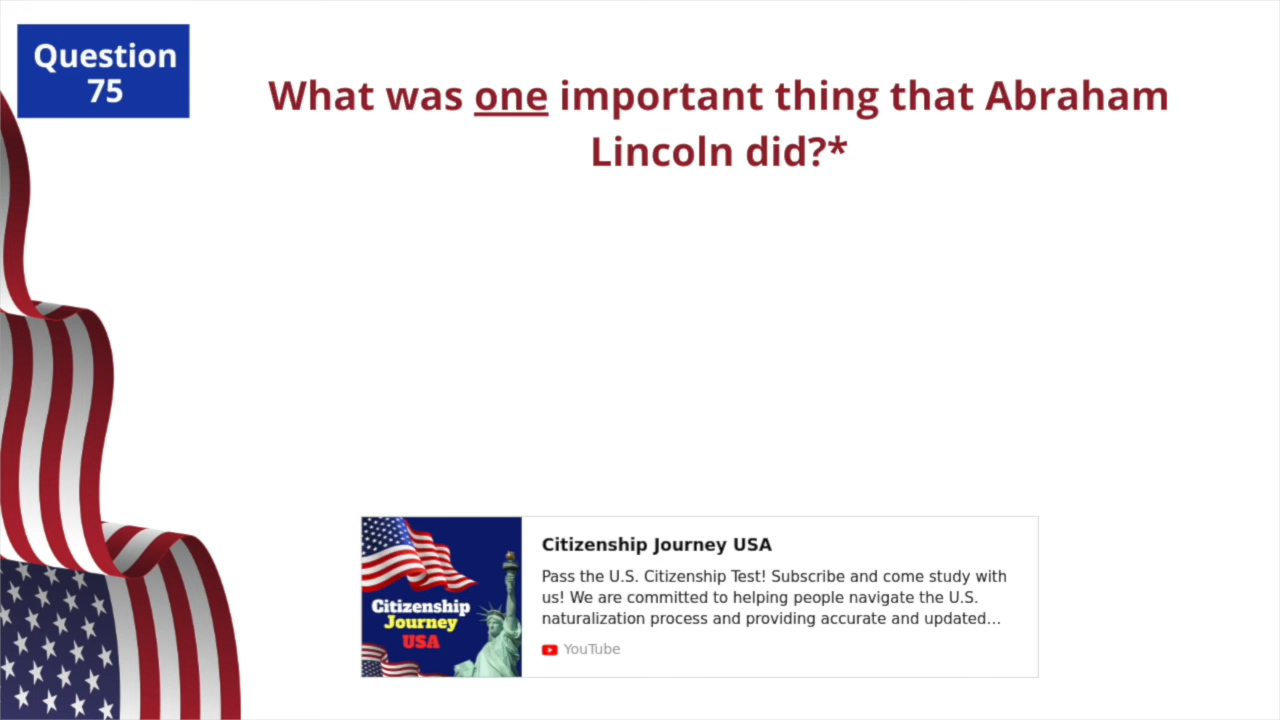 Question
75
What was one important thing that Abraham
Lincoln did?*
Citizenship
Journey
USA
Citizenship Journey USA
Pass the U.S. Citizenship Test! Subscribe and come study with
us! We are committed to helping people navigate the U.S.
naturalization process and providing accurate and updated...
YouTube